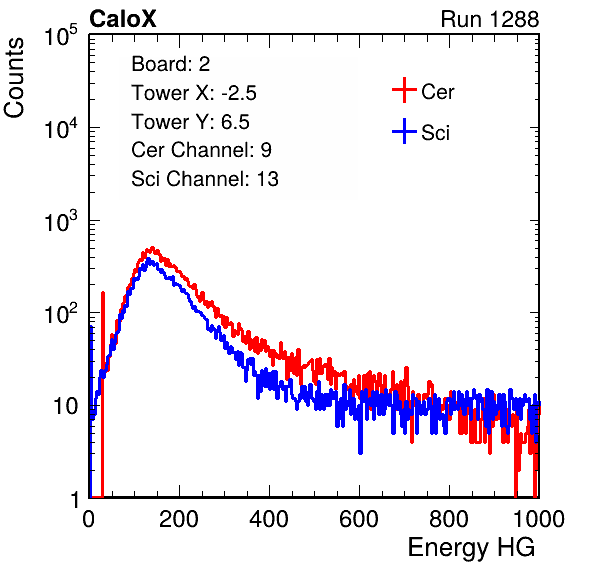 CaloX Run 1288
Counts
Board: 2
Tower X: -2.5
Tower Y: 6.5
Cer Channel: 9
Sci Channel: 13
Cer
Sci
10^5
10^4
10^3
10^2
10
1
0 200 400 600 800 1000
Energy HG